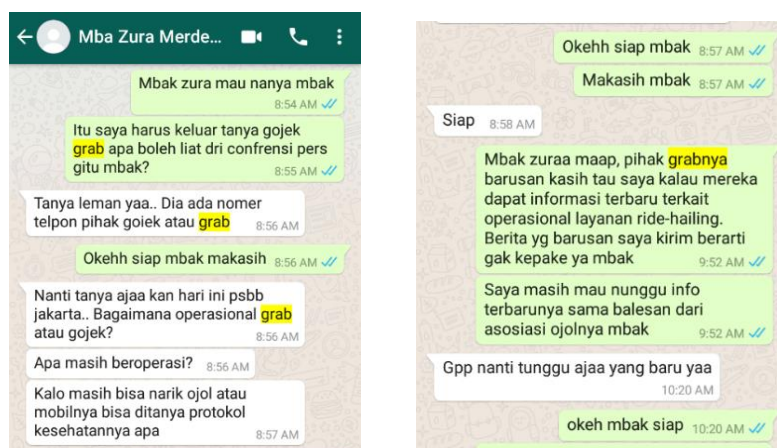 Mba Zura Merde...
Mbak zura mau nanya mbak
8:54 AM
Itu saya harus keluar tanya gojek
grab apa boleh liat dri confrensi pers
gitu mbak? 8:55 AM
Tanya leman yaa.. Dia ada nomer
telpon pihak gojek atau grab 8:56 AM
Okehh siap mbak makasih 8:56 AM
Nanti tanya ajaa kan hari ini psbb
jakarta.. Bagaimana operasional grab
atau gojek? 8:56 AM
Apa masih beroperasi? 8:56 AM
Kalo masih bisa narik ojol atau
mobilnya bisa ditanya protokol
kesehatannya apa 8:57 AM
Okehh siap mbak 8:57 AM
Makasih mbak 8:57 AM
Siap 8:58 AM
Mbak zuraa maap, pihak grabnya
barusan kasih tau saya kalau mereka
dapat informasi terbaru terkait
operasional layanan ride-hailing.
Berita yg barusan saya kirim berarti
gak kepake ya mbak 9:52 AM
Saya masih mau nunggu info
terbarunya sama balesan dari
asosiasi ojolnya mbak 9:52 AM
Gpp nanti tunggu ajaa yang baru yaa
10:20 AM
okeh mbak siap 10:20 AM